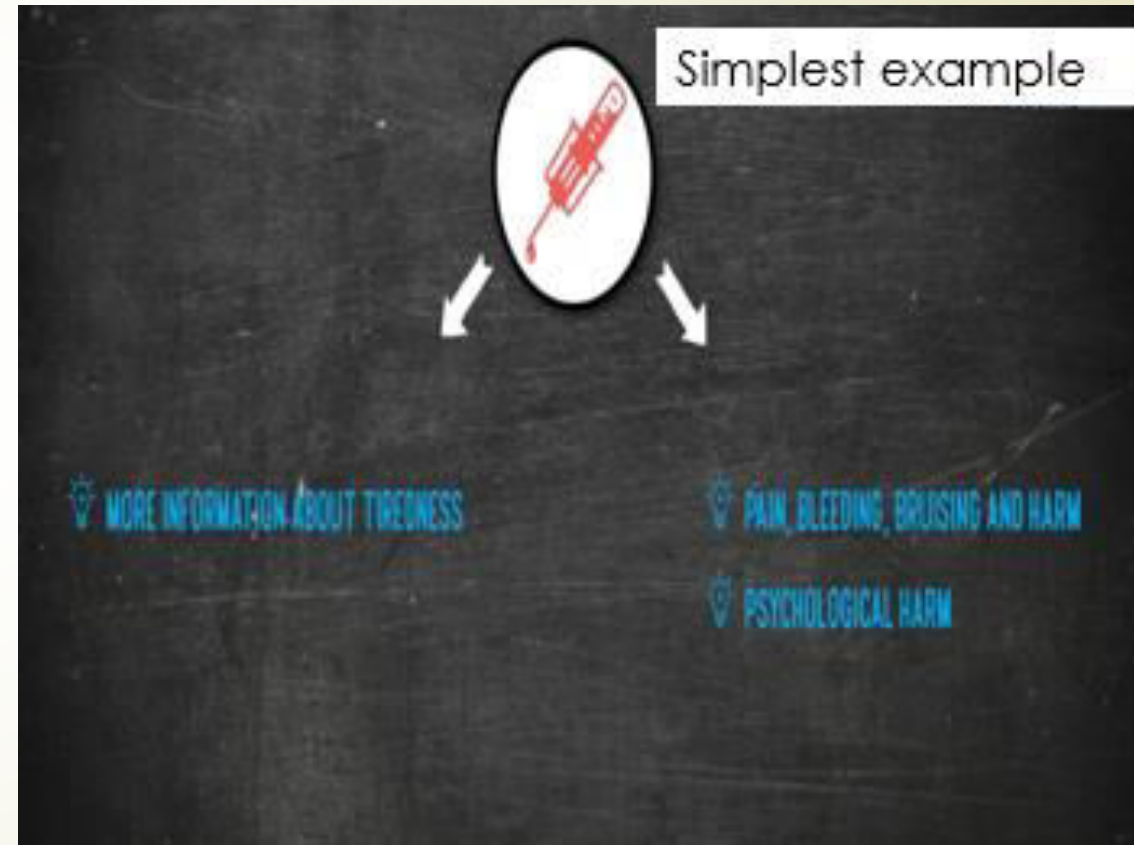 Simplest example
MORE INFORMATION ABOUT TIREDNESS
PAIN, BLEEDING, BRUISING AND HARM
PSYCHOLOGICAL HARM